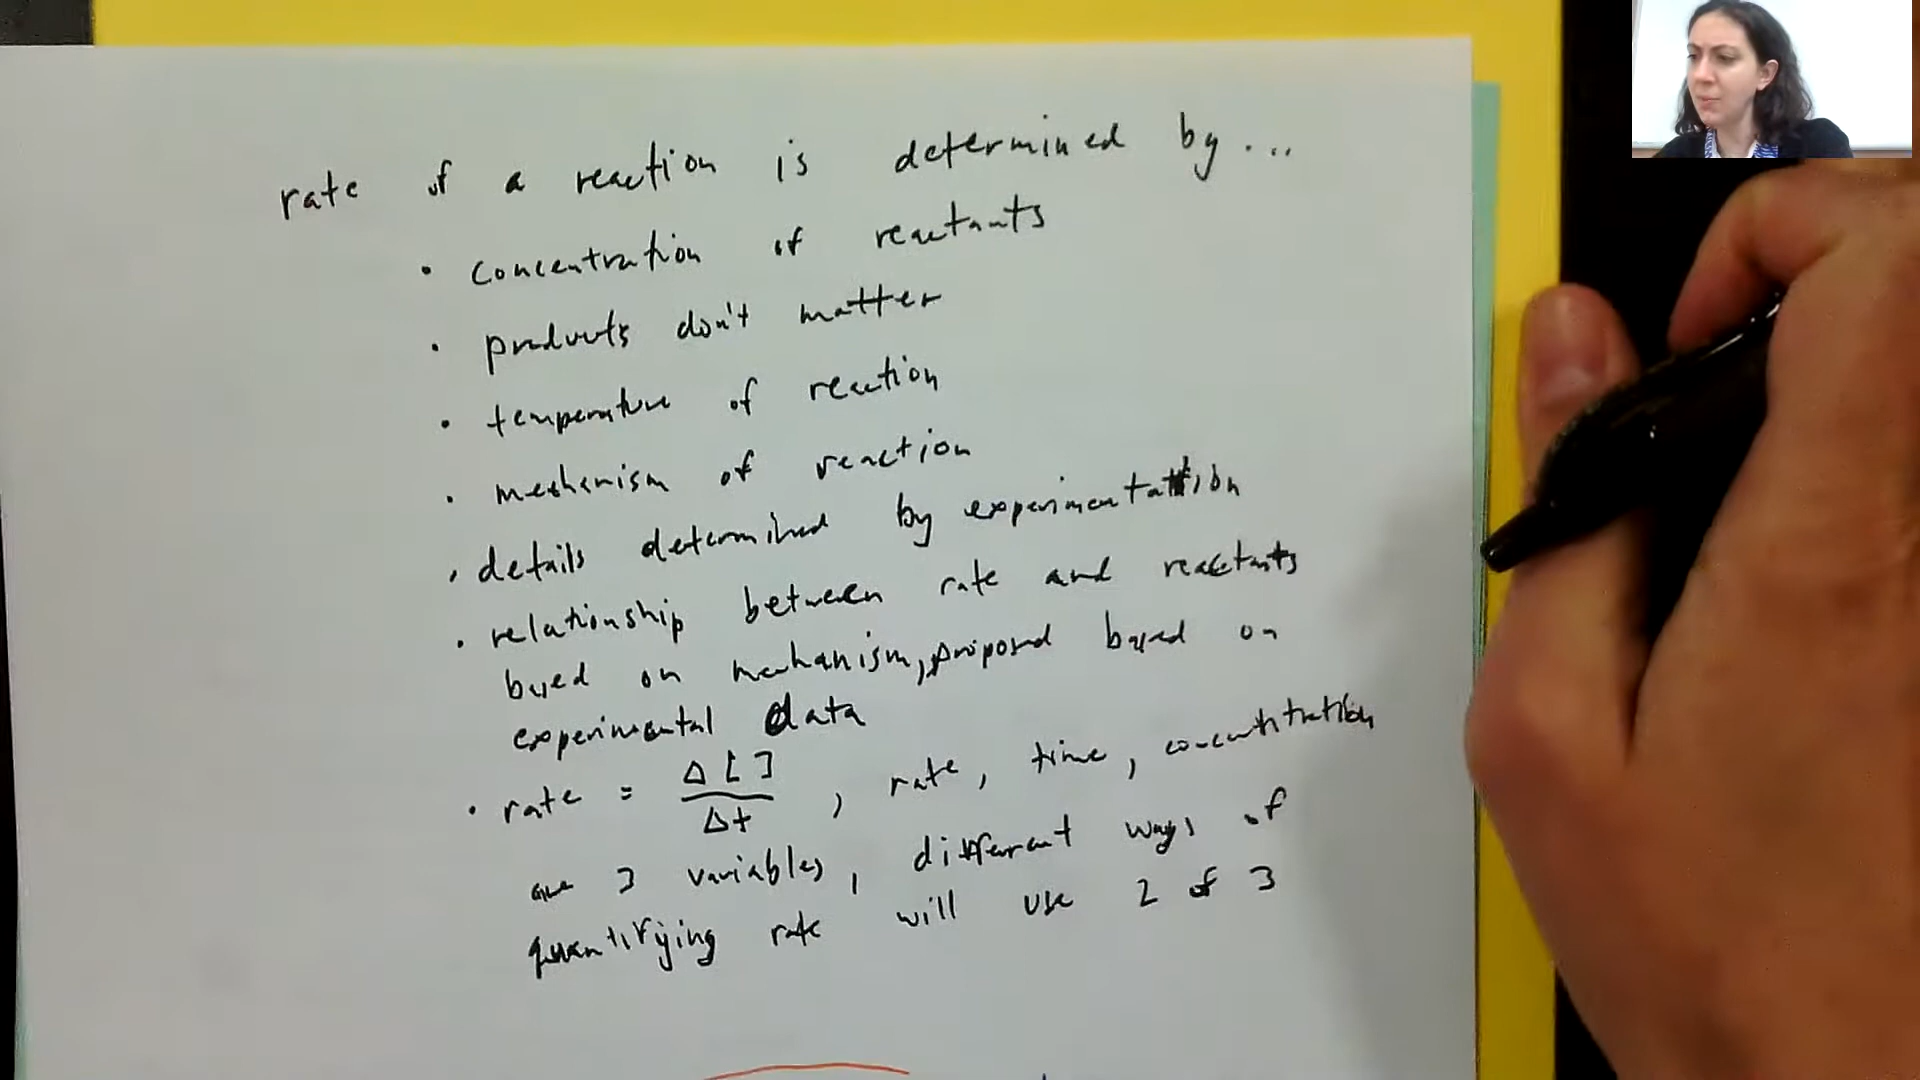 rate of a reaction is determined by...
• concentration of reactants
• products don't matter
• temperature of reaction
• mechanism of reaction
• details determined by experimentation
• relationship between rate and reactants
based on mechanism, proposed based on
experimental data
• rate = Δ[ ]/Δt , rate, time, concentration
are 3 variables, different ways of
quantifying rate will use 2 of 3